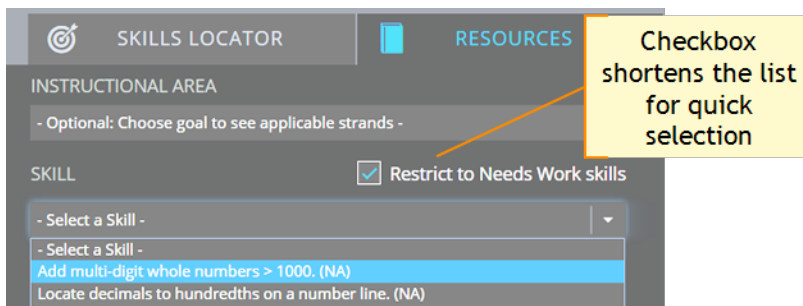 SKILLS LOCATOR
RESOURCES
Checkbox
shortens the list
for quick
selection
INSTRUCTIONAL AREA
- Optional: Choose goal to see applicable strands -
SKILL
Restrict to Needs Work skills
- Select a Skill -
- Select a Skill -
Add multi-digit whole numbers > 1000. (NA)
Locate decimals to hundredths on a number line. (NA)